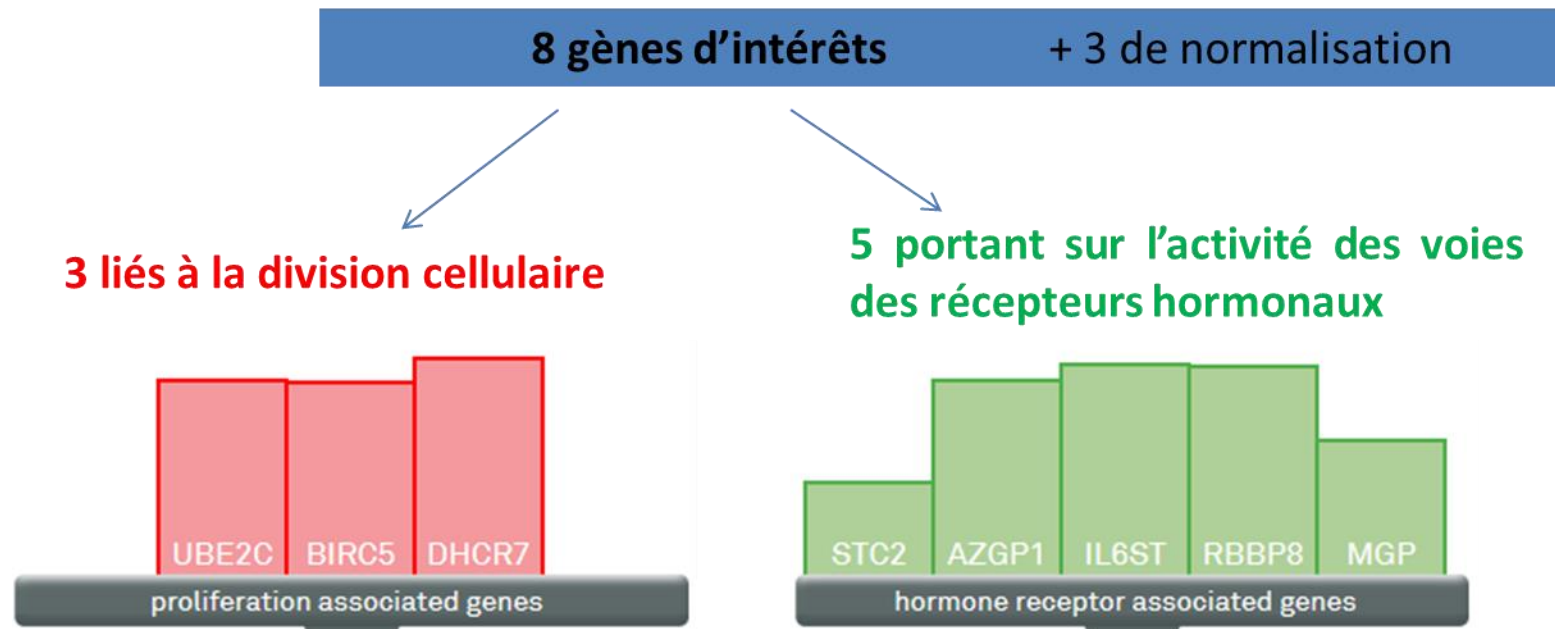 8 gènes d’intérêts + 3 de normalisation
3 liés à la division cellulaire
5 portant sur l’activité des voies
des récepteurs hormonaux
UBE2C BIRC5 DHCR7
proliferation associated genes
STC2 AZGP1 IL6ST RBBP8 MGP
hormone receptor associated genes